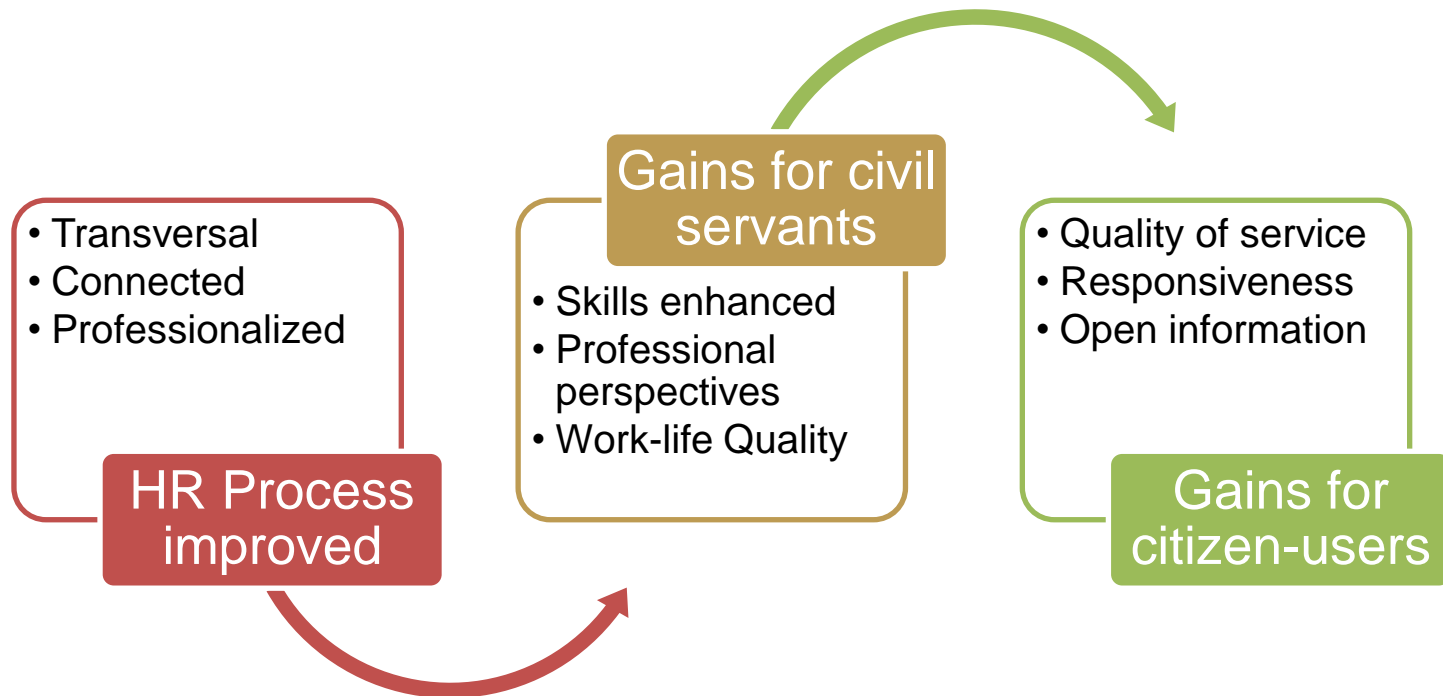 • Transversal
• Connected
• Professionalized
HR Process
improved
Gains for civil
servants
• Skills enhanced
• Professional
perspectives
• Work-life Quality
• Quality of service
• Responsiveness
• Open information
Gains for
citizen-users